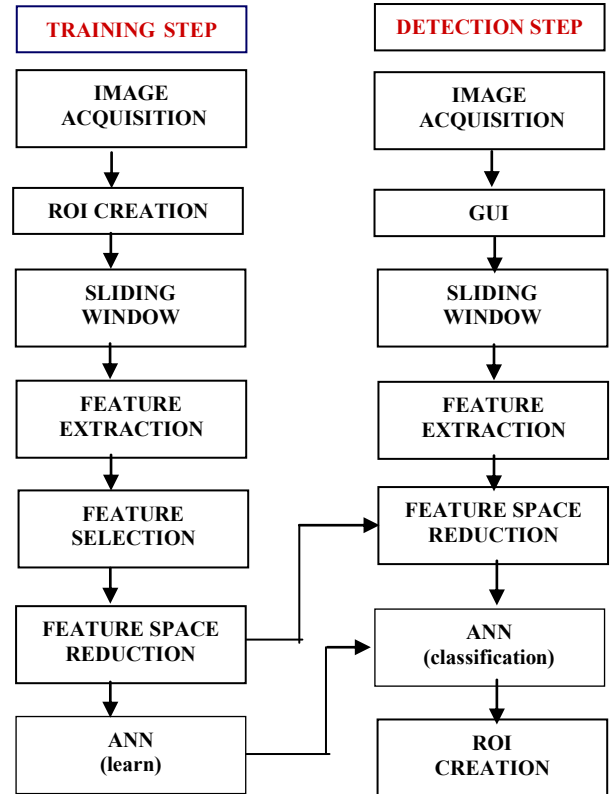 TRAINING STEP
IMAGE
ACQUISITION
ROI CREATION
SLIDING
WINDOW
FEATURE
EXTRACTION
FEATURE
SELECTION
FEATURE SPACE
REDUCTION
ANN
(learn)
DETECTION STEP
IMAGE
ACQUISITION
GUI
SLIDING
WINDOW
FEATURE
EXTRACTION
FEATURE SPACE
REDUCTION
ANN
(classification)
ROI
CREATION